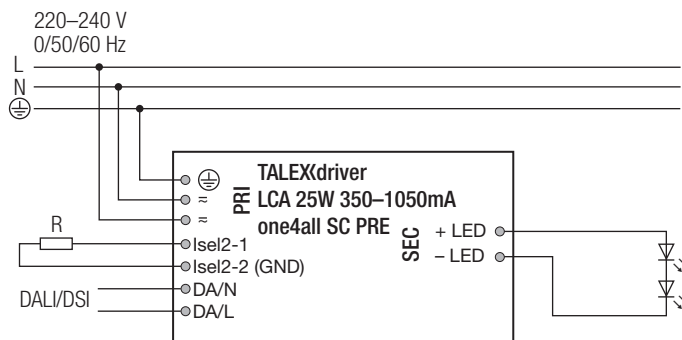 220–240 V
0/50/60 Hz
L
N
TALEXXdriver
LCA 25W 350–1050mA
one4all SC PRE
PRI
≂
≂
R
Isel2-1
Isel2-2 (GND)
DALI/DSI
DA/N
DA/L
SEC
+ LED
– LED